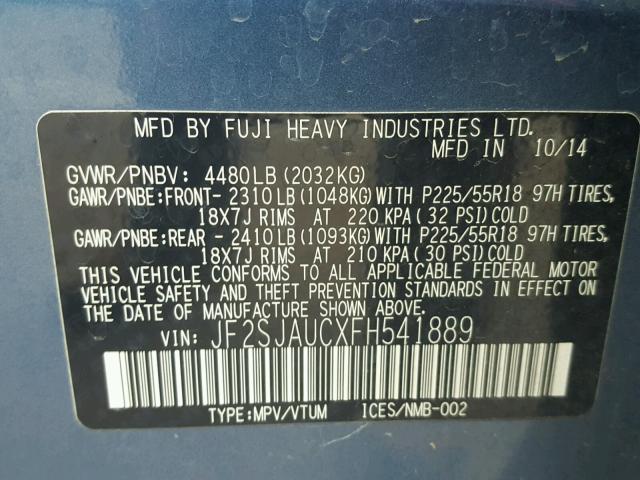 MFD BY FUJI HEAVY INDUSTRIES LTD.
MFD IN 10/14
GVWR/PNBV: 4480LB (2032KG)
GAWR/PNBE:FRONT- 2310LB (1048KG)WITH P225/55R18 97H TIRES,
18X7J RIMS AT 220KPA (32 PSI)COLD
GAWR/PNBE:REAR - 2410LB (1093KG)WITH P225/55R18 97H TIRES,
18X7J RIMS AT 210KPA (30 PSI)COLD
THIS VEHICLE CONFORMS TO ALL APPLICABLE FEDERAL MOTOR
VEHICLE SAFETY AND THEFT PREVENTION STANDARDS IN EFFECT ON
THE DATE OF MANUFACTURE SHOWN ABOVE.
VIN: JF2SJAUCXFH541889
TYPE:MPV/VTUM ICES/NMB-002